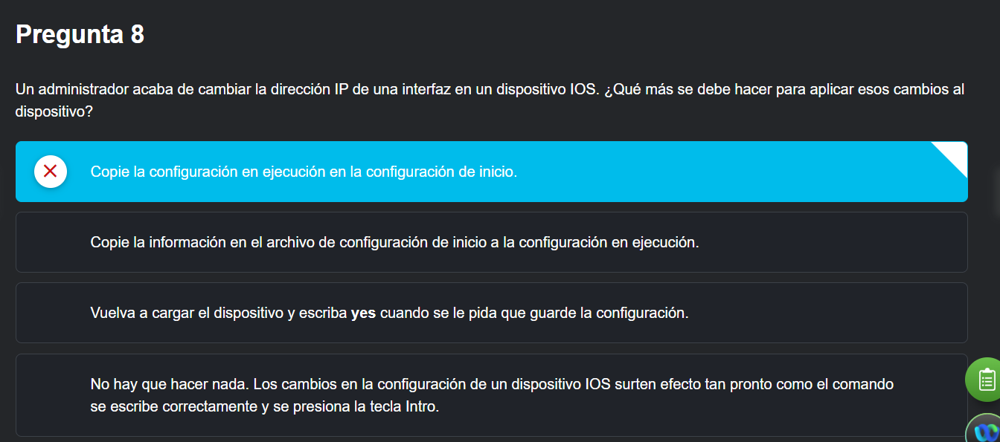 Pregunta 8
Un administrador acaba de cambiar la dirección IP de una interfaz en un dispositivo IOS. ¿Qué más se debe hacer para aplicar esos cambios al
dispositivo?
Copie la configuración en ejecución en la configuración de inicio.
Copie la información en el archivo de configuración de inicio a la configuración en ejecución.
Vuelva a cargar el dispositivo y escriba yes cuando se le pida que guarde la configuración.
No hay que hacer nada. Los cambios en la configuración de un dispositivo IOS surten efecto tan pronto como el comando
se escribe correctamente y se presiona la tecla Intro.